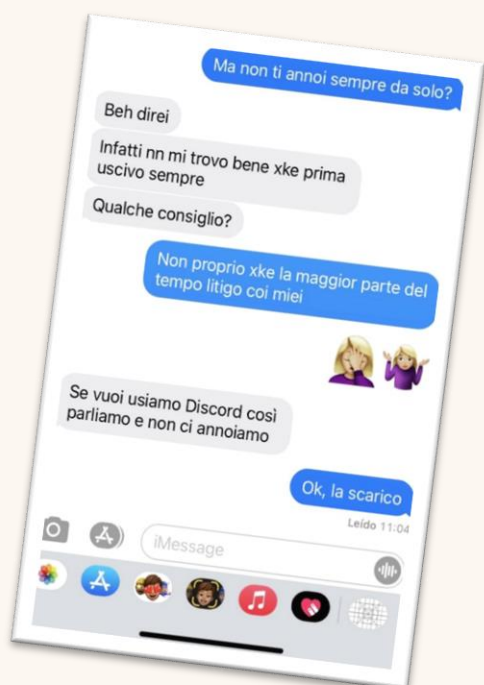 Ma non ti annoi sempre da solo?
Beh direi
Infatti nn mi trovo bene xke prima
uscivo sempre
Qualche consiglio?
Non proprio xke la maggior parte del
tempo litigo coi miei
Se vuoi usiamo Discord così
parliamo e non ci annoiamo
Ok, la scarico
Leído 11:04
iMessage